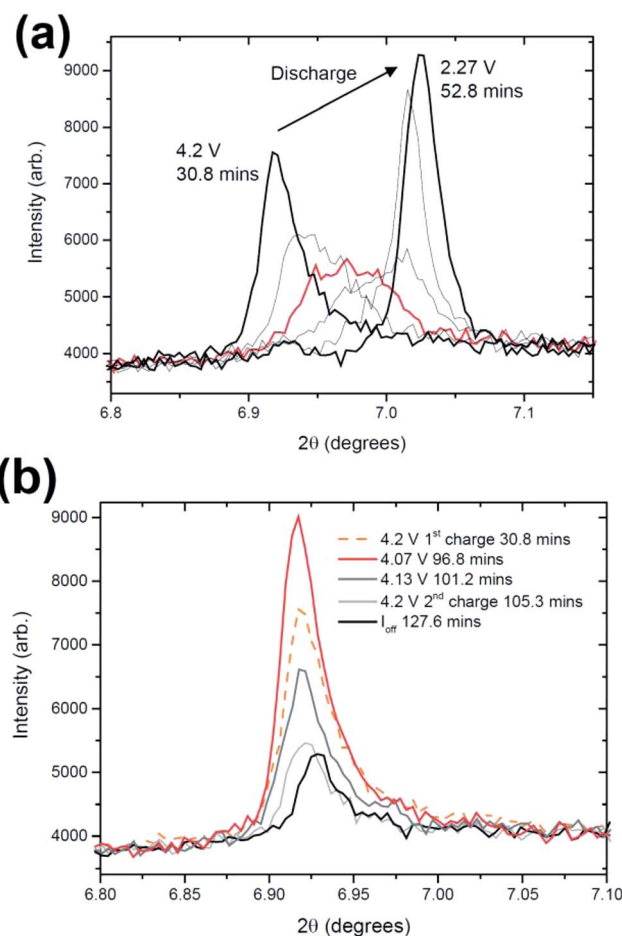 (a)
9000
8000
7000
6000
5000
4000
Intensity (arb.)
Discharge
4.2 V
30.8 mins
2.27 V
52.8 mins
6.8
6.9
7.0
7.1
2θ (degrees)
(b)
9000
8000
7000
6000
5000
4000
Intensity (arb.)
4.2 V 1st charge 30.8 mins
4.07 V 96.8 mins
4.13 V 101.2 mins
4.2 V 2nd charge 105.3 mins
Ioff 127.6 mins
6.80
6.85
6.90
6.95
7.00
7.05
7.10
2θ (degrees)